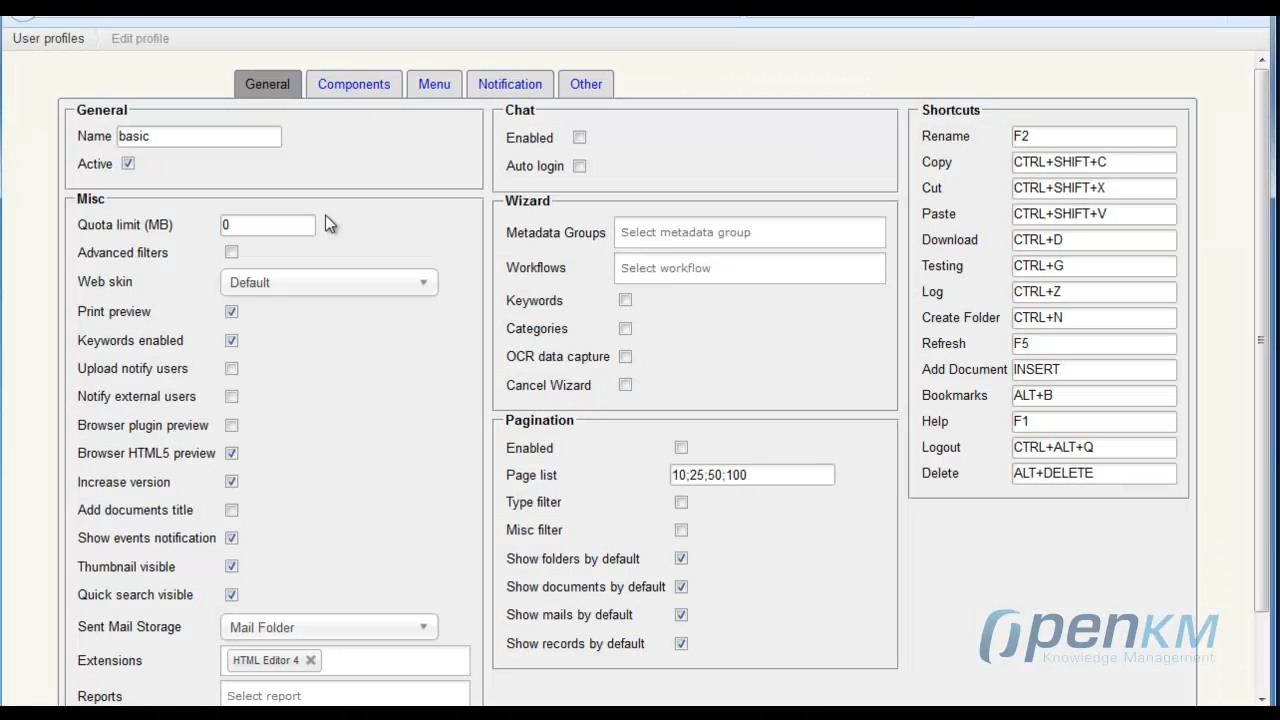 User profiles
Edit profile
General
Components
Menu
Notification
Other
General
Name basic
Active
Misc
Quota limit (MB) 0
Advanced filters
Web skin Default
Print preview
Keywords enabled
Upload notify users
Notify external users
Browser plugin preview
Browser HTML5 preview
Increase version
Add documents title
Show events notification
Thumbnail visible
Quick search visible
Sent Mail Storage Mail Folder
Extensions HTML Editor 4
Reports Select report
Chat
Enabled
Auto login
Wizard
Metadata Groups Select metadata group
Workflows Select workflow
Keywords
Categories
OCR data capture
Cancel Wizard
Pagination
Enabled
Page list 10;25;50;100
Type filter
Misc filter
Show folders by default
Show documents by default
Show mails by default
Show records by default
Shortcuts
Rename F2
Copy CTRL+SHIFT+C
Cut CTRL+SHIFT+X
Paste CTRL+SHIFT+V
Download CTRL+D
Testing CTRL+G
Log CTRL+Z
Create Folder CTRL+N
Refresh F5
Add Document INSERT
Bookmarks ALT+B
Help F1
Logout CTRL+ALT+Q
Delete ALT+DELETE
OpenKM
Knowledge Management